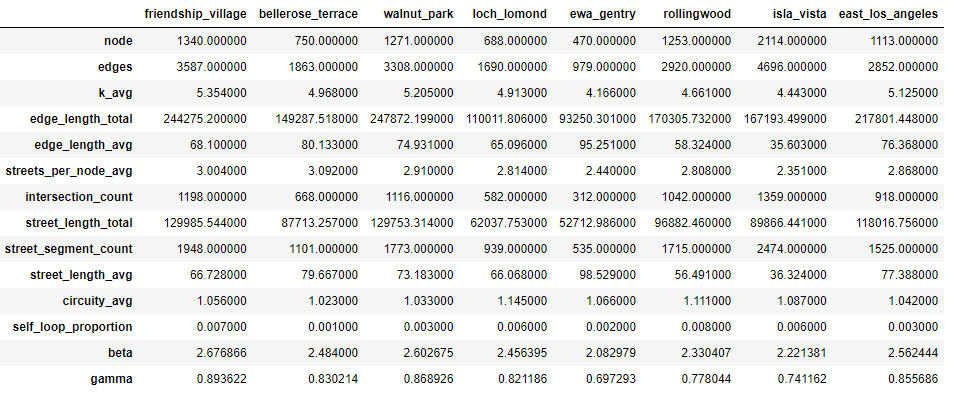 friendship_village bellerose_terrace walnut_park loch_lomond ewa_gentry rollingwood isla_vista east_los_angeles
node 1340.000000 750.000000 1271.000000 688.000000 470.000000 1253.000000 2114.000000 1113.000000
edges 3587.000000 1863.000000 3308.000000 1690.000000 979.000000 2920.000000 4696.000000 2852.000000
k_avg 5.354000 4.968000 5.205000 4.913000 4.166000 4.661000 4.443000 5.125000
edge_length_total 244275.200000 149287.518000 247872.199000 110011.806000 93250.301000 170305.732000 167193.499000 217801.448000
edge_length_avg 68.100000 80.133000 74.931000 65.096000 95.251000 58.324000 35.603000 76.368000
streets_per_node_avg 3.004000 3.092000 2.910000 2.814000 2.440000 2.808000 2.351000 2.868000
intersection_count 1198.000000 668.000000 1116.000000 582.000000 312.000000 1042.000000 1359.000000 918.000000
street_length_total 129985.544000 87713.257000 129753.314000 62037.753000 52712.986000 96882.460000 89866.441000 118016.756000
street_segment_count 1948.000000 1101.000000 1773.000000 939.000000 535.000000 1715.000000 2474.000000 1525.000000
street_length_avg 66.728000 79.667000 73.183000 66.068000 98.529000 56.491000 36.324000 77.388000
circuity_avg 1.056000 1.023000 1.033000 1.145000 1.066000 1.111000 1.087000 1.042000
self_loop_proportion 0.007000 0.001000 0.003000 0.006000 0.002000 0.008000 0.006000 0.003000
beta 2.676866 2.484000 2.602675 2.456395 2.082979 2.330407 2.221381 2.562444
gamma 0.893622 0.830214 0.868926 0.821186 0.697293 0.778044 0.741162 0.855686